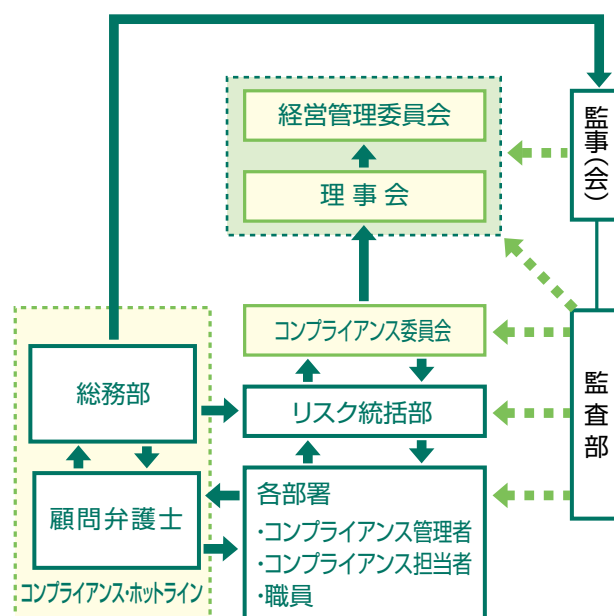 経営管理委員会
理事会
監事(会)
コンプライアンス委員会
総務部
リスク統括部
監査部
顧問弁護士
各部署
・コンプライアンス管理者
・コンプライアンス担当者
・職員
コンプライアンス・ホットライン